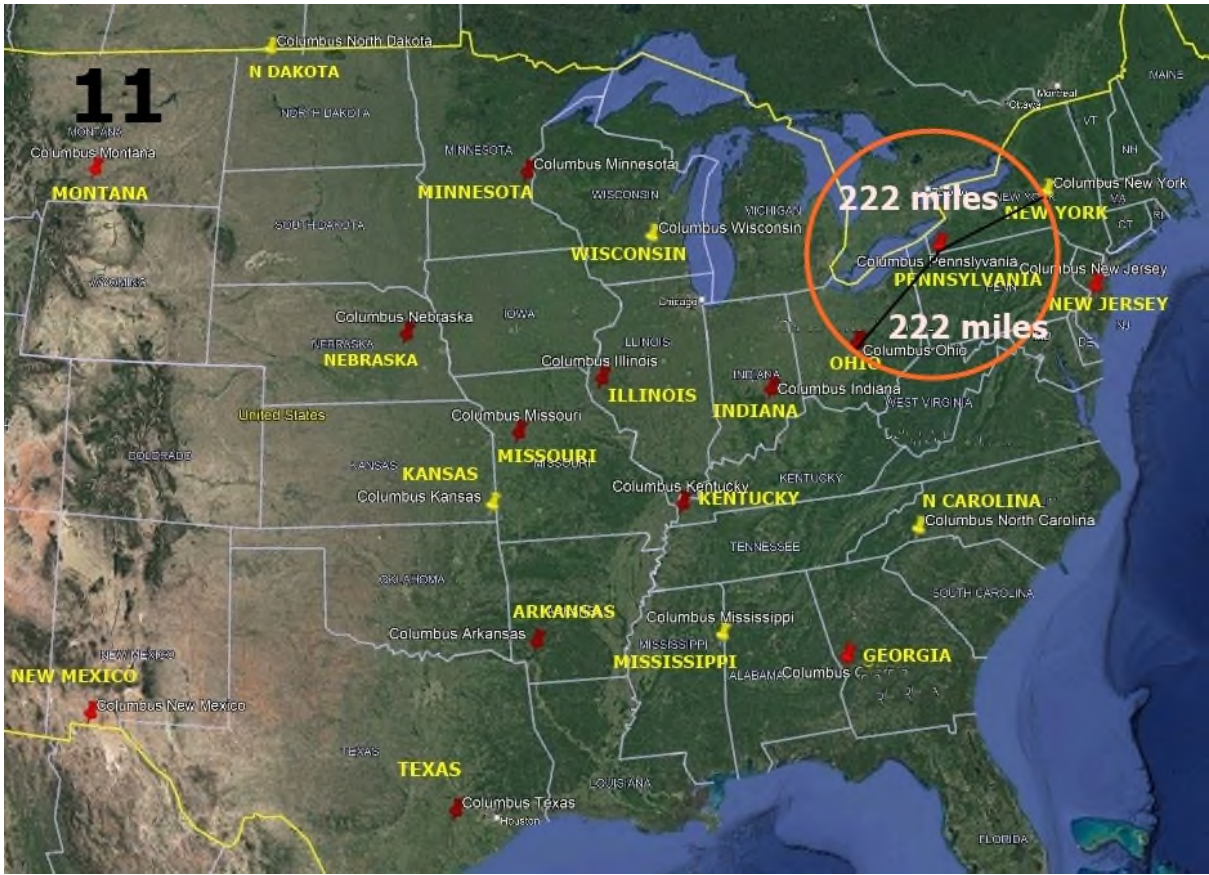 Columbus North Dakota
N DAKOTA
11
NORTH DAKOTA
MONTANA
Columbus Montana
MONTANA
MINNESOTA
Columbus Minnesota
MINNESOTA
WISCONSIN
Columbus Wisconsin
WISCONSIN
MICHIGAN
SOUTH DAKOTA
WYOMING
MAINE
Montreal
Ottawa
VT
NH
222 miles
NEW YORK
Columbus New York
NEW YORK
CT
RI
Columbus Pennslyvania
PENNSYLVANIA
PENN
Columbus New Jersey
NEW JERSEY
NJ
DE
222 miles
Chicago
IOWA
Columbus Nebraska
NEBRASKA
NEBRASKA
ILLINOIS
Columbus Illinois
ILLINOIS
INDIANA
Columbus Indiana
INDIANA
OHIO
Columbus Ohio
WEST VIRGINIA
United States
Columbus Missouri
MISSOURI
MISSOURI
COLORADO
KANSAS
KANSAS
Columbus Kansas
Columbus Kentucky
KENTUCKY
KENTUCKY
N CAROLINA
Columbus North Carolina
TENNESSEE
OKLAHOMA
SOUTH CAROLINA
ARKANSAS
Columbus Arkansas
Columbus Mississippi
MISSISSIPPI
MISSISSIPPI
ALABAMA
GEORGIA
NEW MEXICO
NEW MEXICO
Columbus New Mexico
TEXAS
TEXAS
Columbus Texas
Houston
LOUISIANA
FLORIDA